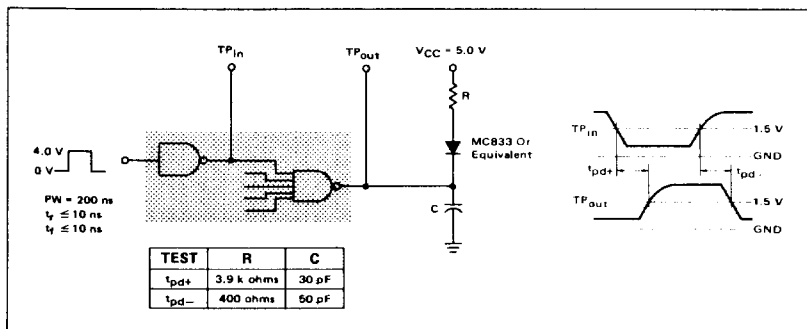 TP_in
TP_out
V_CC = 5.0 V
R
MC833 Or
Equivalent
C
4.0 V
0 V
PW = 200 ns
t_r ≤ 10 ns
t_f ≤ 10 ns
TEST R C
t_pd+ 3.9 k ohms 30 pF
t_pd− 400 ohms 50 pF
TP_in
1.5 V
GND
t_pd+
t_pd-
TP_out
1.5 V
GND